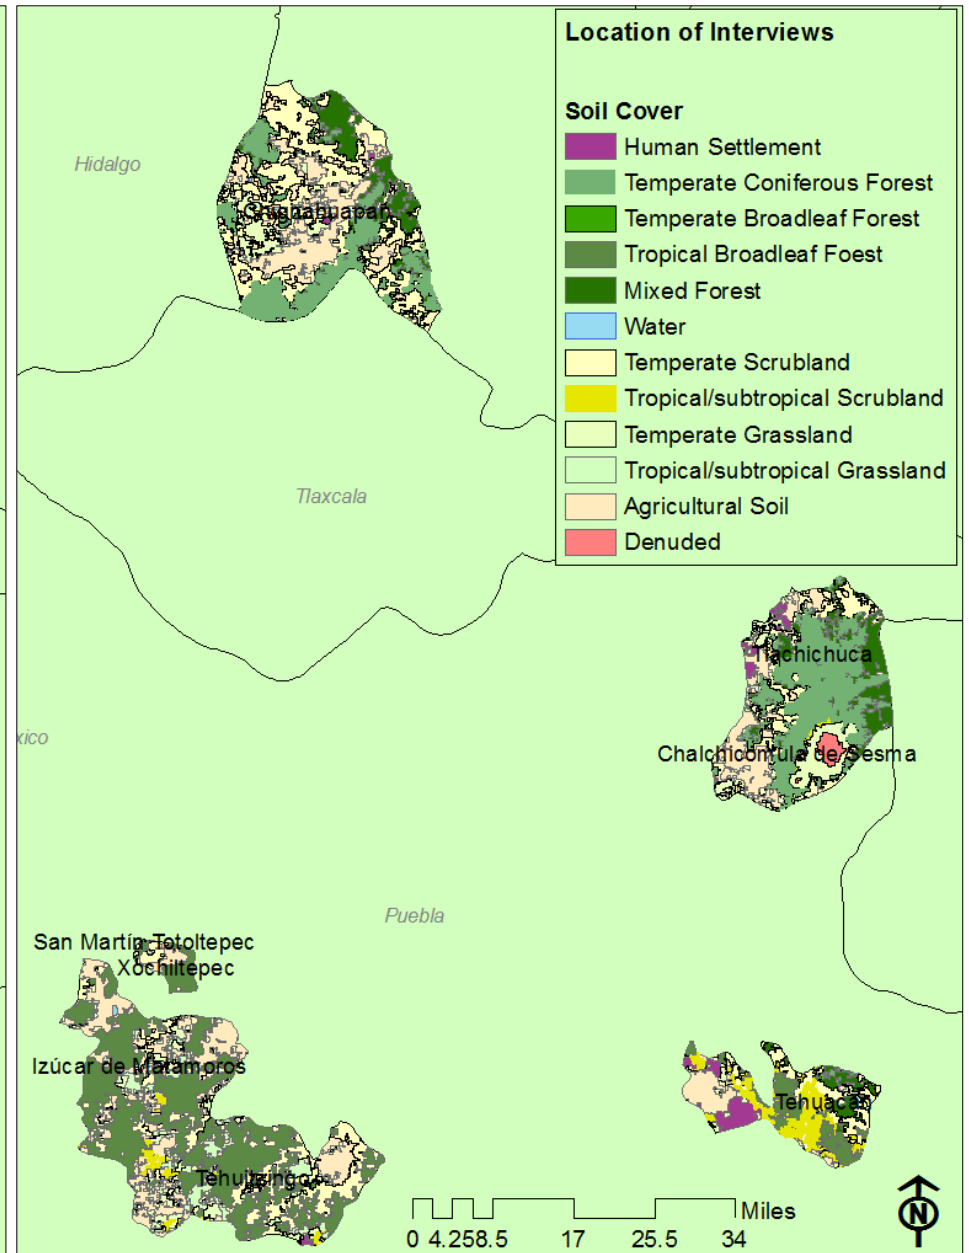 Location of Interviews
Soil Cover
Human Settlement
Temperate Coniferous Forest
Temperate Broadleaf Forest
Tropical Broadleaf Foest
Mixed Forest
Water
Temperate Scrubland
Tropical/subtropical Scrubland
Temperate Grassland
Tropical/subtropical Grassland
Agricultural Soil
Denuded
Hidalgo
Chignahuapan
Tlaxcala
Tlachichuca
xico
Chalchicomula de Sesma
Puebla
San Martín Totoltepec
Xochiltepec
Izúcar de Matamoros
Tehuacán
Tehuitzingo
Miles
0 4.258.5 17 25.5 34
N